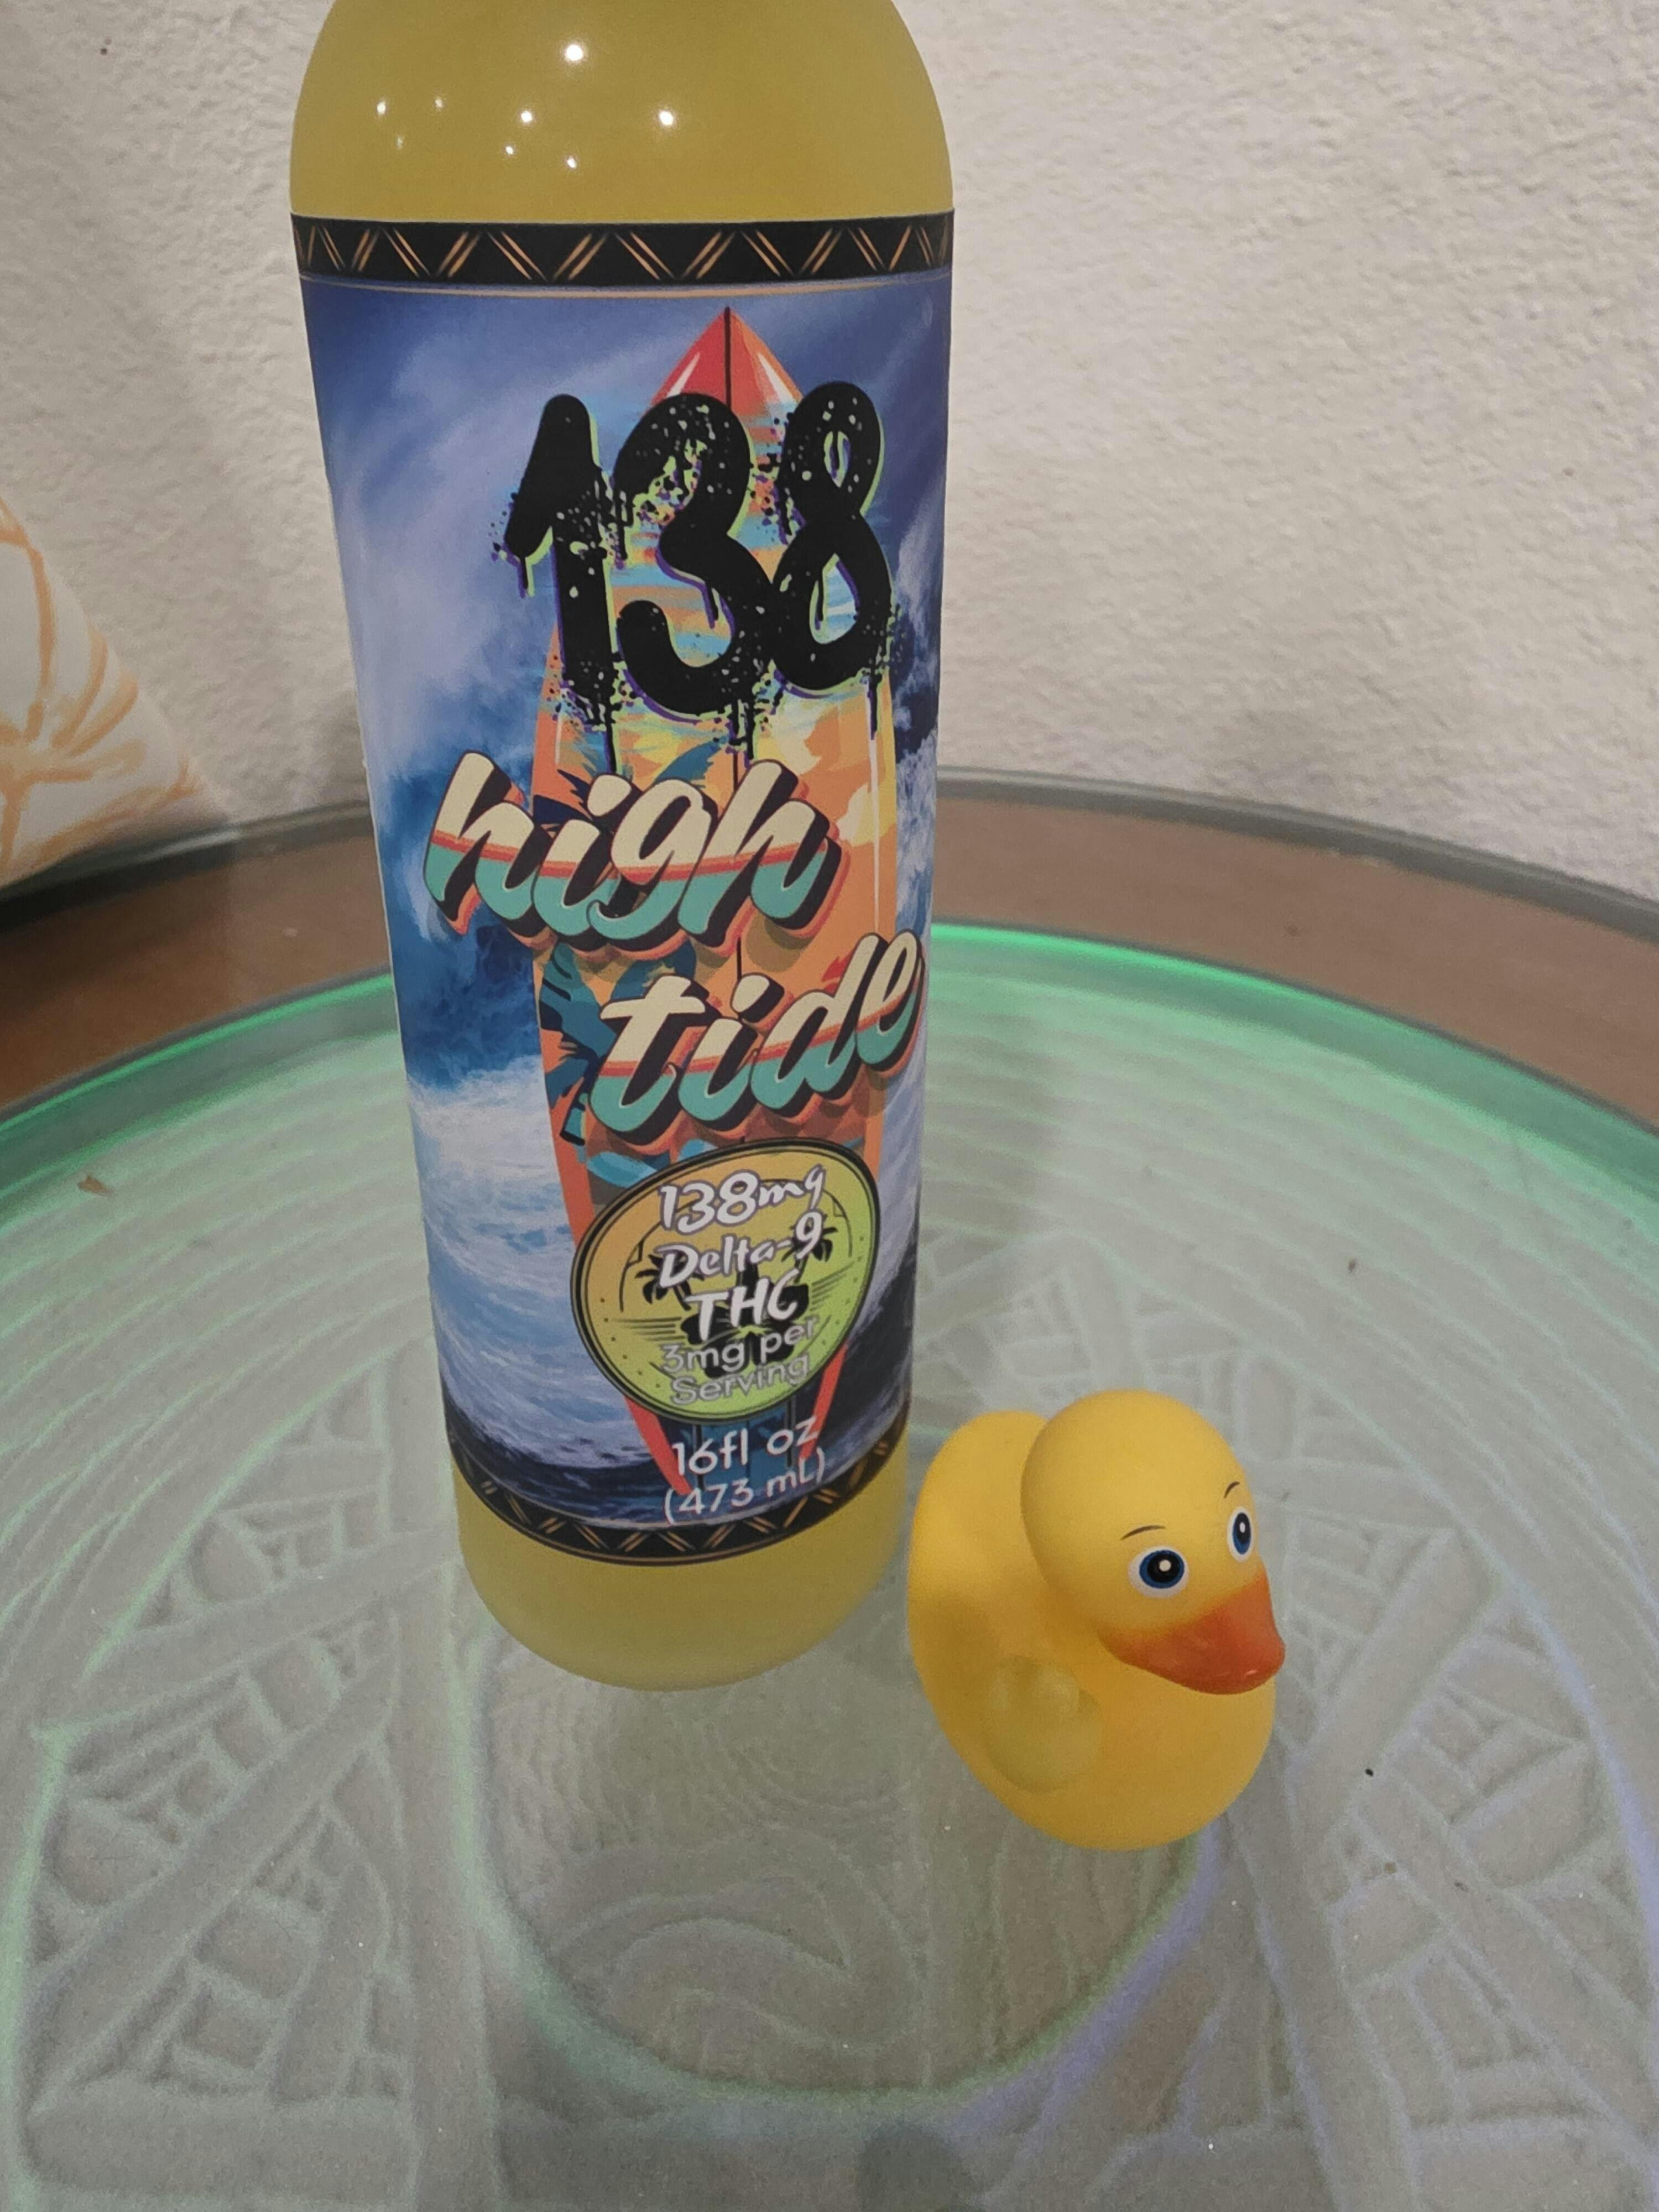 138
high
tide
138mg
Delta-9
THC
3mg per
Serving
16fl oz
(473 mL)